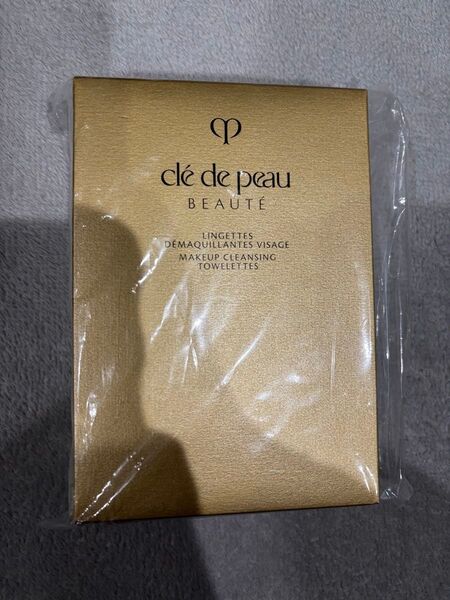 clé de peau
BEAUTÉ
LINGETTES
DÉMAQUILLANTES VISAGE
MAKEUP CLEANSING
TOWELETTES